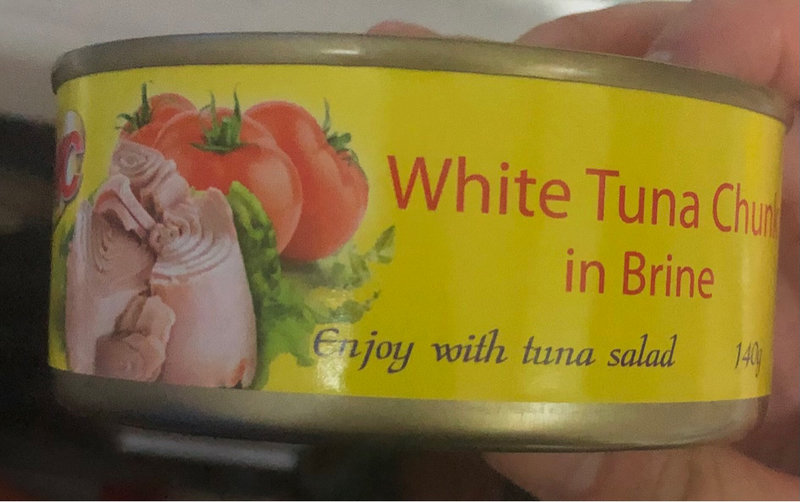 C
White Tuna Chun
in Brine
Enjoy with tuna salad
140g